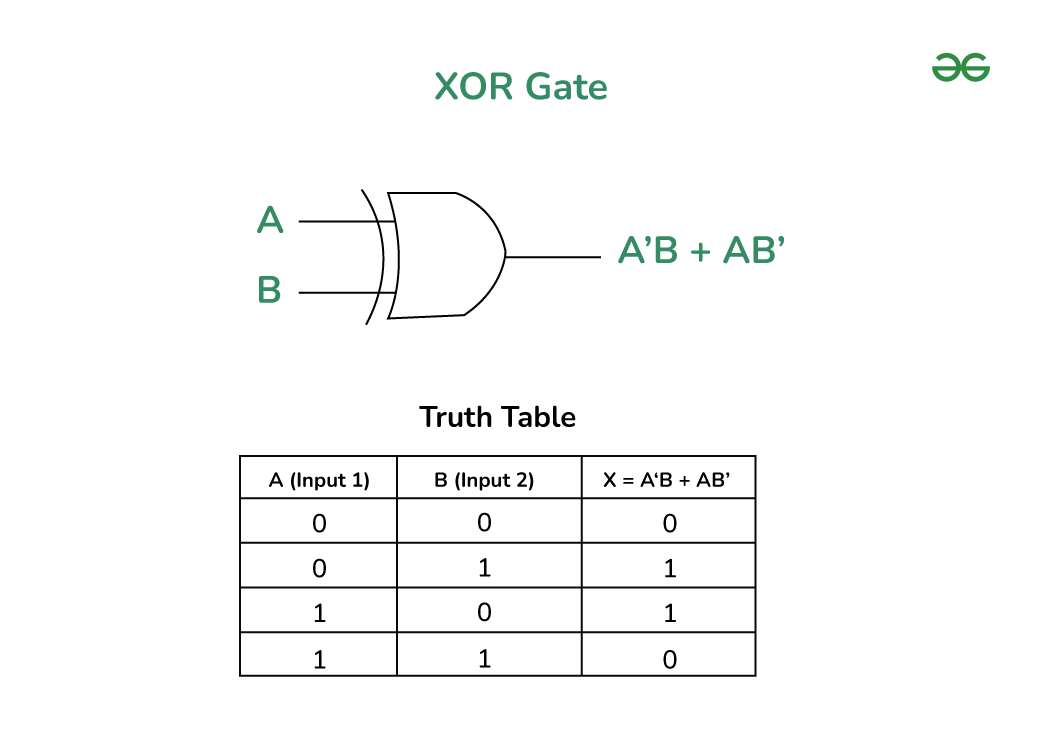 XOR Gate
A
B
A’B + AB’
Truth Table
A (Input 1) B (Input 2) X = A‘B + AB’
0 0 0
0 1 1
1 0 1
1 1 0